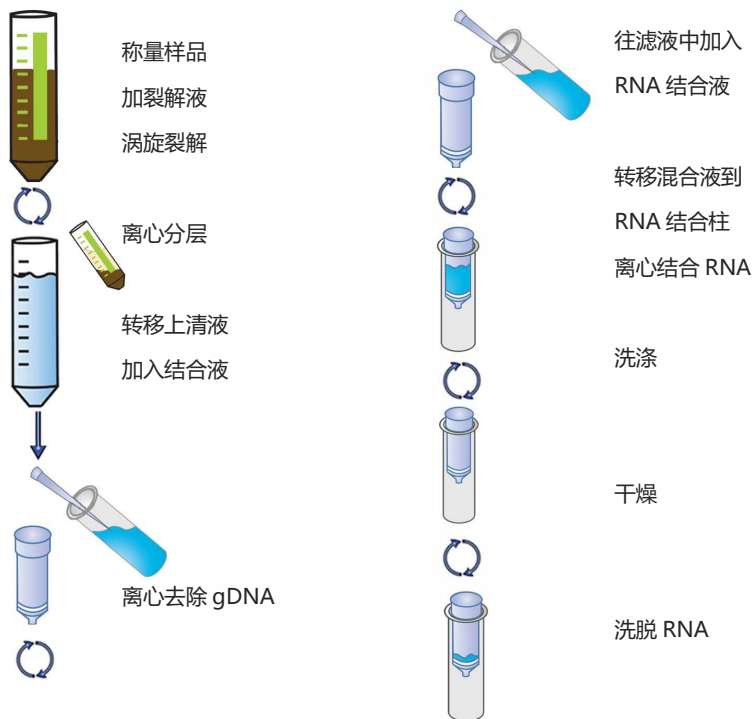 称量样品
加裂解液
涡旋裂解
离心分层
转移上清液
加入结合液
离心去除 gDNA
往滤液中加入
RNA 结合液
转移混合液到
RNA 结合柱
离心结合 RNA
洗涤
干燥
洗脱 RNA